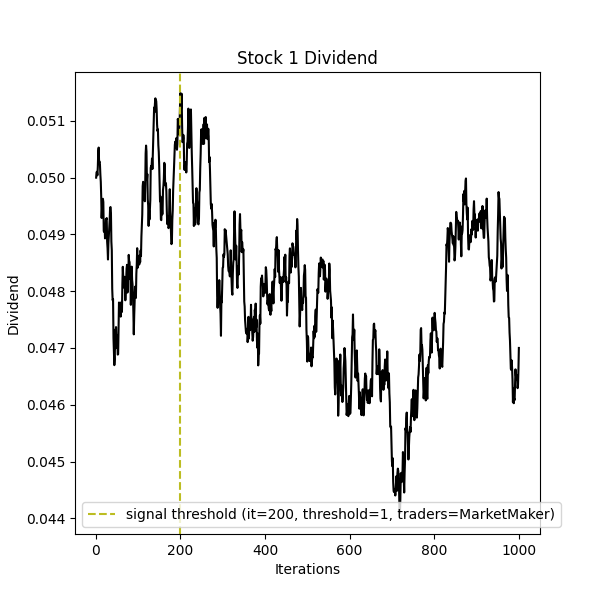 Stock 1 Dividend
Dividend
0.051
0.050
0.049
0.048
0.047
0.046
0.045
0.044
signal threshold (it=200, threshold=1, traders=MarketMaker)
0 200 400 600 800 1000
Iterations